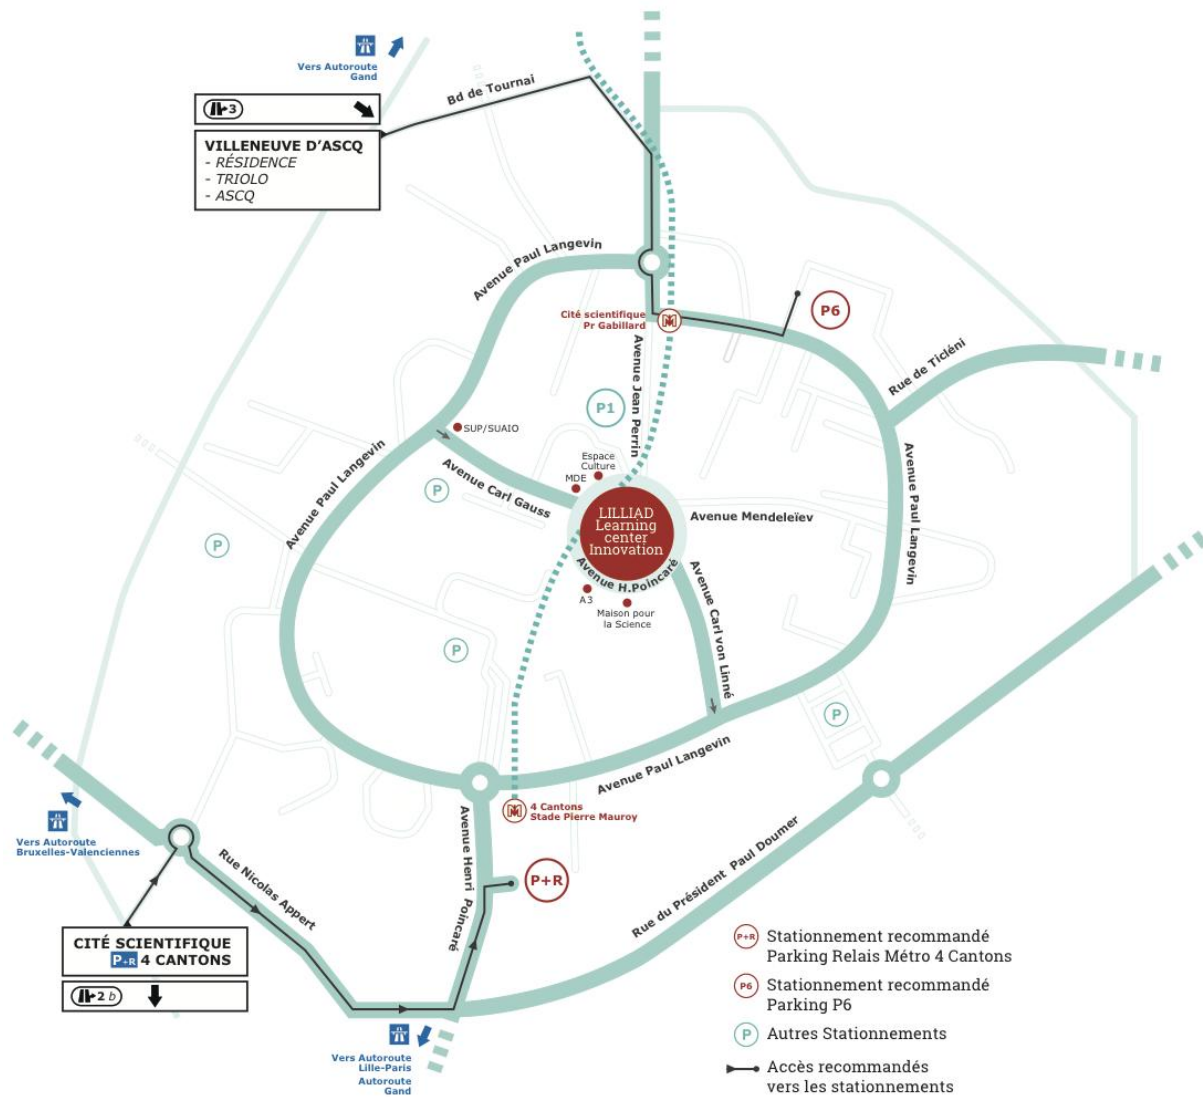 Vers Autoroute
Gand
3
VILLENEUVE D'ASCQ
- RÉSIDENCE
- TRIOLO
- ASCQ
Bd de Tournai
Avenue Paul Langevin
Cité scientifique
Pr Gabillard
P6
Rue de Ticléni
Avenue Jean Perrin
P1
SUP/SUAIO
Espace
Culture
MDE
Avenue Carl Gauss
Avenue Paul Langevin
Avenue Paul Langevin
P
P
LILLIAD
Learning
center
Innovation
Avenue Mendeleïev
Avenue H.Poincaré
A3
Maison pour
la Science
Avenue Carl von Linné
P
P
Avenue Paul Langevin
4 Cantons
Stade Pierre Mauroy
Vers Autoroute
Bruxelles-Valenciennes
Rue Nicolas Appert
Avenue Henri Poincaré
P+R
Rue du Président Paul Doumer
CITÉ SCIENTIFIQUE
P+R 4 CANTONS
2 b
Vers Autoroute
Lille-Paris
Autoroute
Gand
P+R Stationnement recommandé
Parking Relais Métro 4 Cantons
P6 Stationnement recommandé
Parking P6
P Autres Stationnements
Accès recommandés
vers les stationnements